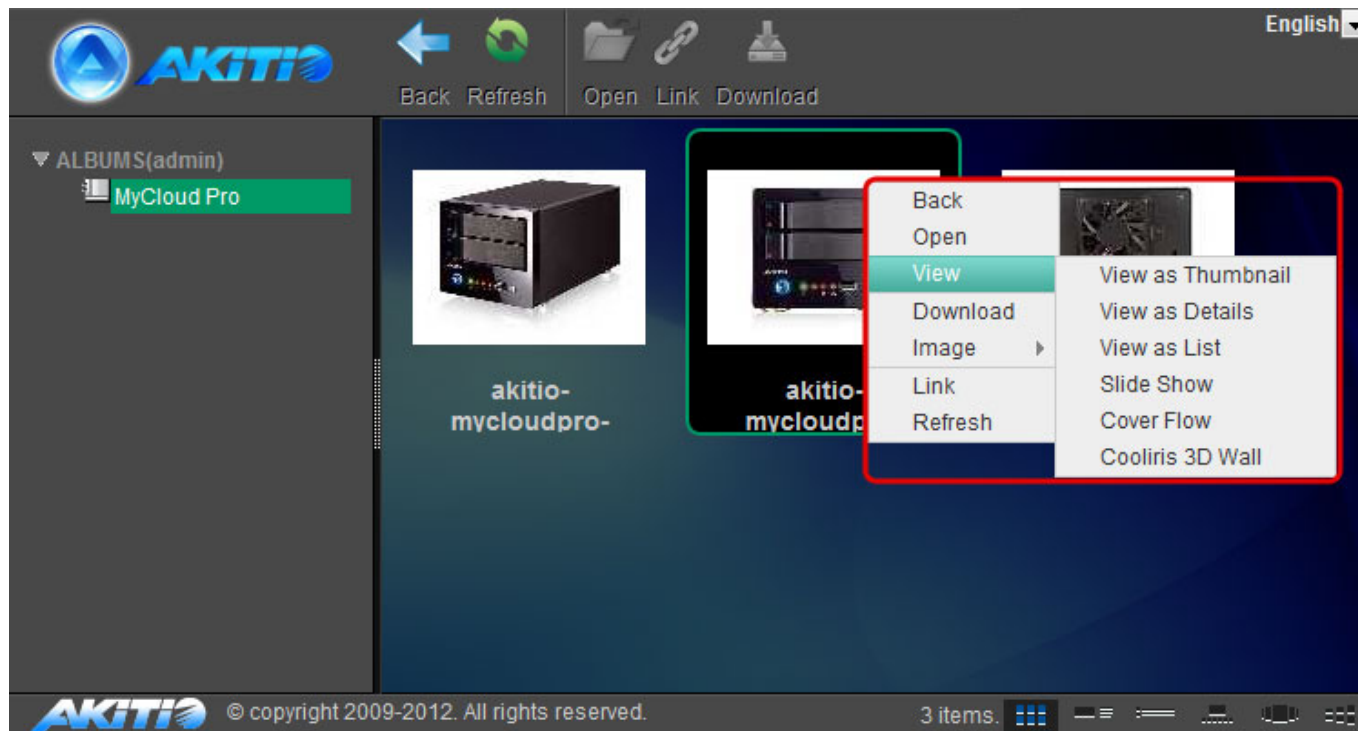 AKITIO
Back Refresh Open Link Download
English
ALBUMS(admin)
MyCloud Pro
akitio-
mycloudpro-
akitio-
mycloudp
Back
Open
View
Download
Image
Link
Refresh
View as Thumbnail
View as Details
View as List
Slide Show
Cover Flow
Cooliris 3D Wall
AKITIO © copyright 2009-2012. All rights reserved. 3 items.